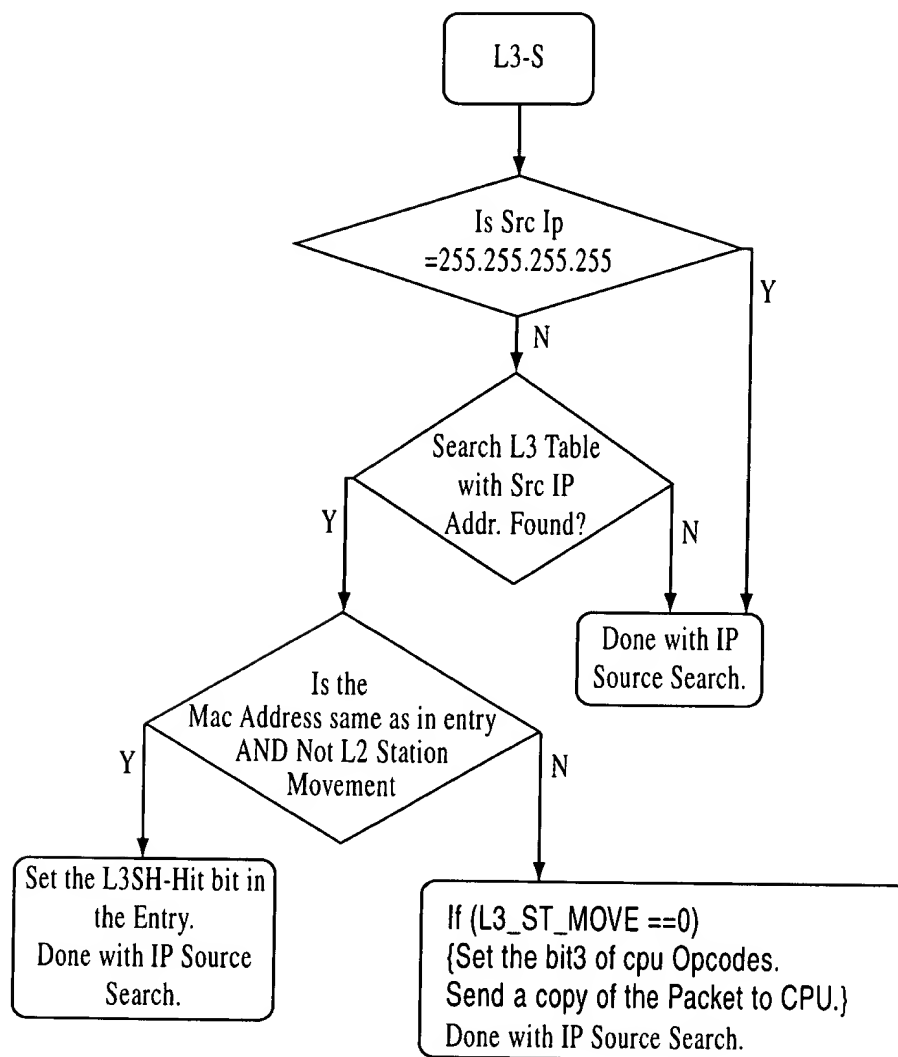 L3-S
Is Src Ip
=255.255.255.255
Y
N
Search L3 Table
with Src IP
Addr. Found?
Y
N
Done with IP
Source Search.
Is the
Mac Address same as in entry
AND Not L2 Station
Movement
Y
N
Set the L3SH-Hit bit in
the Entry.
Done with IP Source
Search.
If (L3_ST_MOVE ==0)
{Set the bit3 of cpu Opcodes.
Send a copy of the Packet to CPU.}
Done with IP Source Search.